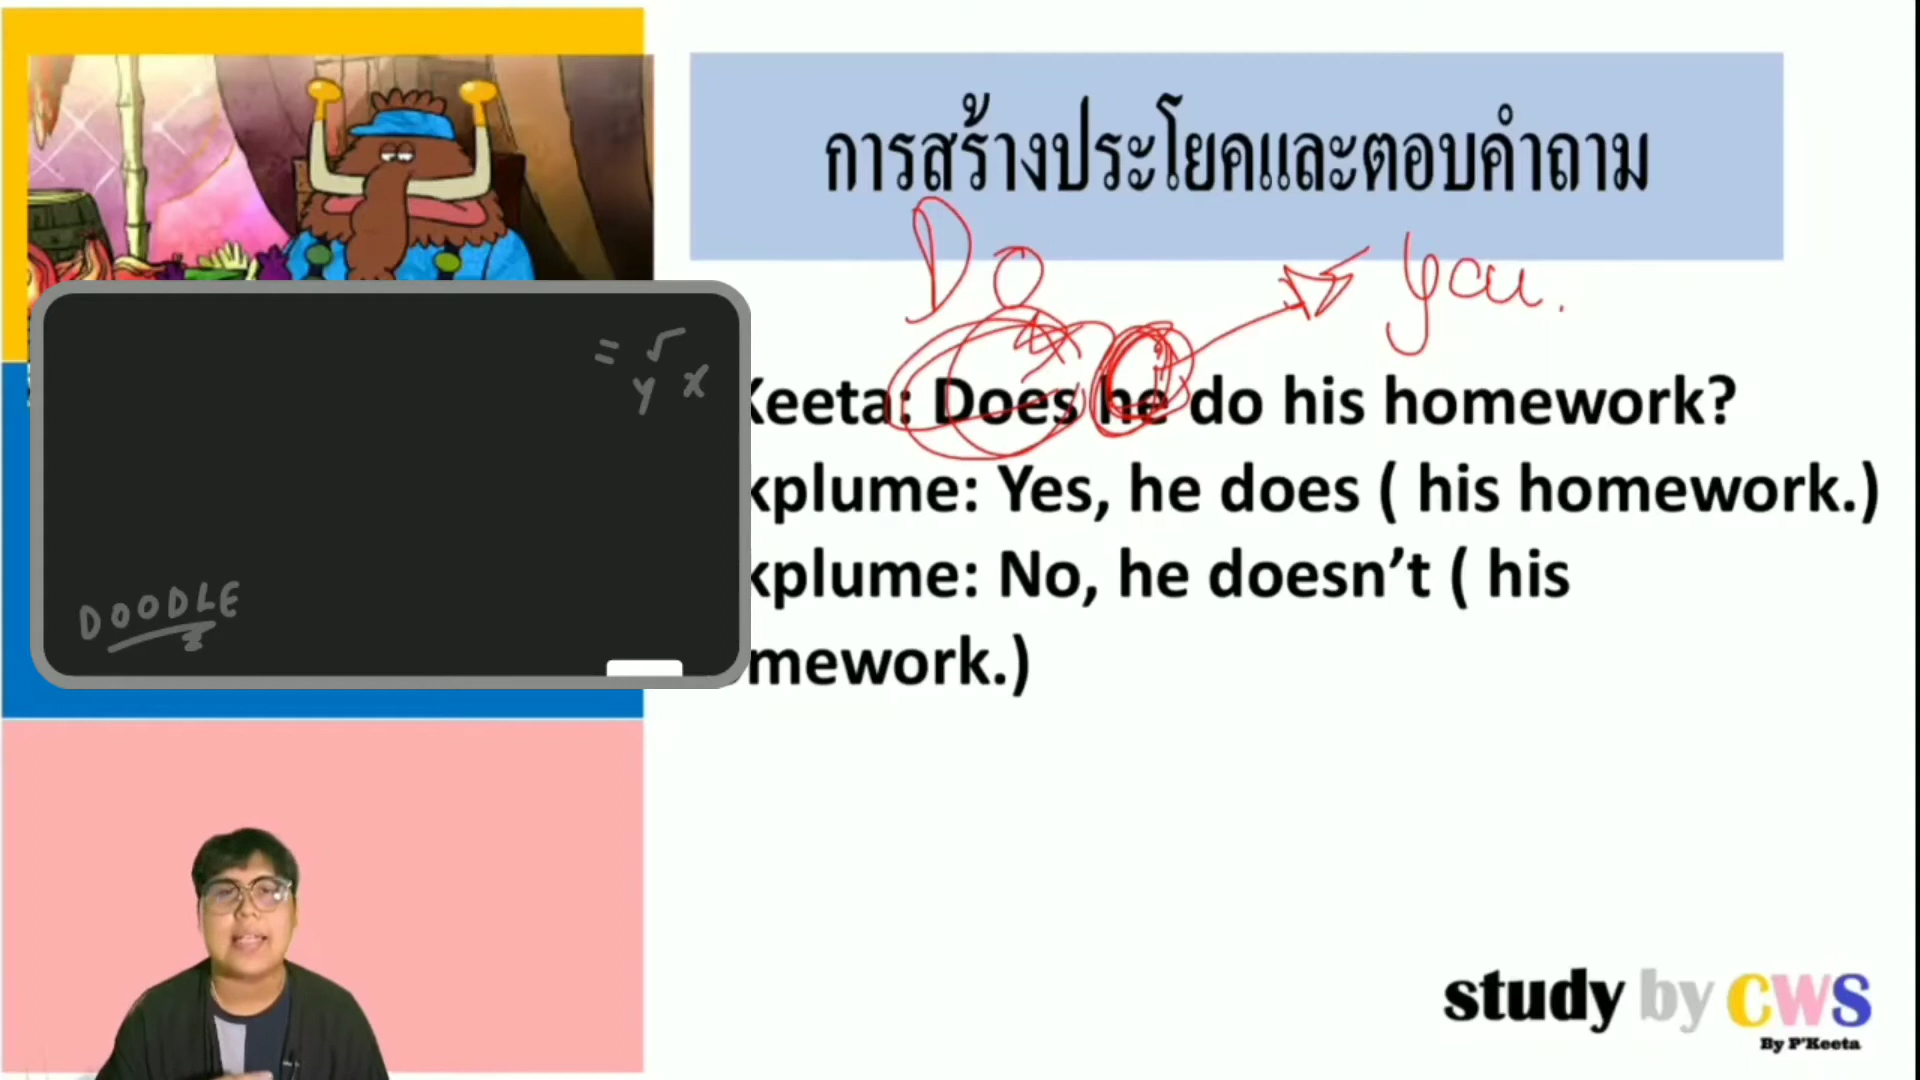 การสร้างประโยคและตอบคำถาม
Do you.
Keeta: Does he do his homework?
xplume: Yes, he does ( his homework.)
xplume: No, he doesn’t ( his
mework.)
= √
y x
DOODLE
study by CWS
By P'Keeta